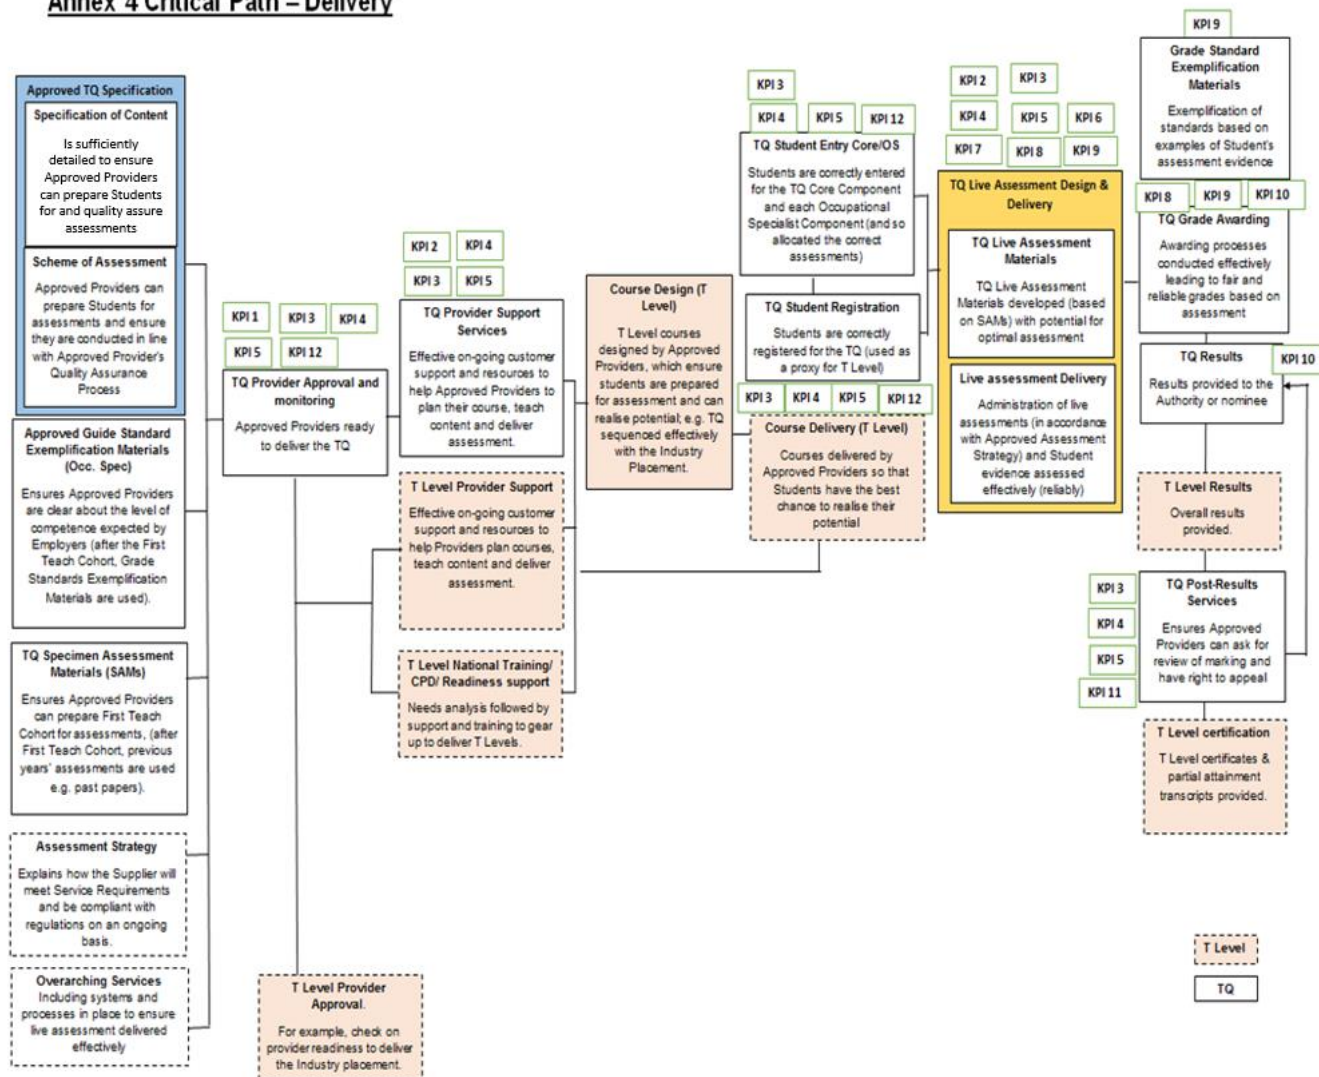 Annex 4 Critical Path – Delivery
Approved TQ Specification
Specification of Content
Is sufficiently
detailed to ensure
Approved Providers
can prepare Students
for and quality assure
assessments
Scheme of Assessment
Approved Providers can
prepare Students for
assessments and ensure
they are conducted in line
with Approved Provider's
Quality Assurance
Process
Approved Guide Standard
Exemplification Materials
(Occ. Spec)
Ensures Approved Providers
are clear about the level of
competence expected by
Employers (after the First
Teach Cohort, Grade
Standards Exemplification
Materials are used).
TQ Specimen Assessment
Materials (SAMs)
Ensures Approved Providers
can prepare First Teach
Cohort for assessments, (after
First Teach Cohort, previous
years' assessments are used
e.g. past papers).
Assessment Strategy
Explains how the Supplier will
meet Service Requirements
and be compliant with
regulations on an ongoing
basis.
Overarching Services
Including systems and
processes in place to ensure
live assessment delivered
effectively
KPI 1
KPI 3
KPI 4
KPI 5
KPI 12
TQ Provider Approval and
monitoring
Approved Providers ready
to deliver the TQ
T Level Provider
Approval.
For example, check on
provider readiness to deliver
the Industry placement.
KPI 2
KPI 4
KPI 3
KPI 5
TQ Provider Support
Services
Effective on-going customer
support and resources to
help Approved Providers to
plan their course, teach
content and deliver
assessment.
T Level Provider Support
Effective on-going customer
support and resources to
help Providers plan courses,
teach content and deliver
assessment.
T Level National Training/
CPD/ Readiness support
Needs analysis followed by
support and training to gear
up to deliver T Levels.
Course Design (T
Level)
T Level courses
designed by Approved
Providers, which ensure
students are prepared
for assessment and can
realise potential; e.g. TQ
sequenced effectively
with the Industry
Placement.
KPI 3
KPI 4
KPI 5
KPI 12
TQ Student Entry Core/OS
Students are correctly entered
for the TQ Core Component
and each Occupational
Specialist Component (and so
allocated the correct
assessments)
TQ Student Registration
Students are correctly
registered for the TQ (used as
a proxy for T Level)
KPI 3
KPI 4
KPI 5
KPI 12
Course Delivery (T Level)
Courses delivered by
Approved Providers so that
Students have the best
chance to realise their
potential
KPI 2
KPI 3
KPI 4
KPI 5
KPI 6
KPI 7
KPI 8
KPI 9
TQ Live Assessment Design &
Delivery
TQ Live Assessment
Materials
TQ Live Assessment
Materials developed (based
on SAMs) with potential for
optimal assessment
Live assessment Delivery
Administration of live
assessments (in accordance
with Approved Assessment
Strategy) and Student
evidence assessed
effectively (reliably)
KPI 9
Grade Standard
Exemplification
Materials
Exemplification of
standards based on
examples of Student's
assessment evidence
KPI 8
KPI 9
KPI 10
TQ Grade Awarding
Awarding processes
conducted effectively
leading to fair and
reliable grades based on
assessment
TQ Results
KPI 10
Results provided to the
Authority or nominee
T Level Results
Overall results
provided.
KPI 3
KPI 4
KPI 5
KPI 11
TQ Post-Results
Services
Ensures Approved
Providers can ask for
review of marking and
have right to appeal
T Level certification
T Level certificates &
partial attainment
transcripts provided.
T Level
TQ